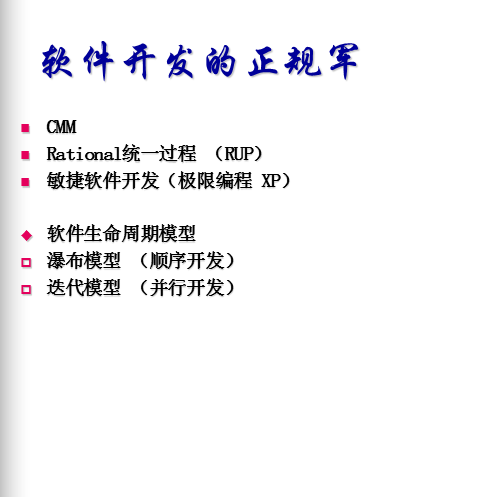 软件开发的正规军
CMM
Rational统一过程 （RUP）
敏捷软件开发（极限编程 XP）
软件生命周期模型
瀑布模型 （顺序开发）
迭代模型 （并行开发）